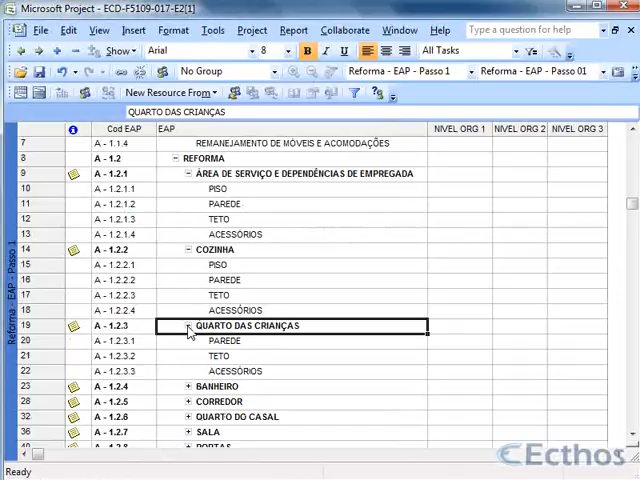 Microsoft Project - ECD-F5109-017-E2[1]
File Edit View Insert Format Tools Project Report Collaborate Window Help Type a question for help
Show Arial 8 B I U All Tasks
No Group Reforma - EAP - Passo 1 Reforma - EAP - Passo 01
New Resource From
QUARTO DAS CRIANÇAS
Cod EAP EAP NIVEL ORG 1 NIVEL ORG 2 NIVEL ORG 3
7 A - 1.1.4 REMANEJAMENTO DE MÓVEIS E ACOMODAÇÕES
8 A - 1.2 REFORMA
9 A - 1.2.1 ÁREA DE SERVIÇO E DEPENDÊNCIAS DE EMPREGADA
10 A - 1.2.1.1 PISO
11 A - 1.2.1.2 PAREDE
12 A - 1.2.1.3 TETO
13 A - 1.2.1.4 ACESSÓRIOS
14 A - 1.2.2 COZINHA
15 A - 1.2.2.1 PISO
16 A - 1.2.2.2 PAREDE
17 A - 1.2.2.3 TETO
18 A - 1.2.2.4 ACESSÓRIOS
19 A - 1.2.3 QUARTO DAS CRIANÇAS
20 A - 1.2.3.1 PAREDE
21 A - 1.2.3.2 TETO
22 A - 1.2.3.3 ACESSÓRIOS
23 A - 1.2.4 BANHEIRO
28 A - 1.2.5 CORREDOR
32 A - 1.2.6 QUARTO DO CASAL
36 A - 1.2.7 SALA
40 A - 1.2.8 PORTAS
Reforma - EAP - Passo 1
Ecthos
Ready